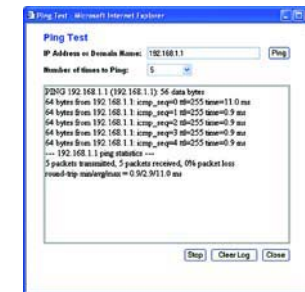 Ping Test - Microsoft Internet Explorer
Ping Test
IP Address or Domain Name: 192.168.1.1 Ping
Number of times to Ping: 5
PING 192.168.1.1 (192.168.1.1): 56 data bytes
64 bytes from 192.168.1.1: icmp_seq=0 ttl=255 time=11.0 ms
64 bytes from 192.168.1.1: icmp_seq=1 ttl=255 time=0.9 ms
64 bytes from 192.168.1.1: icmp_seq=2 ttl=255 time=0.9 ms
64 bytes from 192.168.1.1: icmp_seq=3 ttl=255 time=0.9 ms
64 bytes from 192.168.1.1: icmp_seq=4 ttl=255 time=0.9 ms
--- 192.168.1.1 ping statistics ---
5 packets transmitted, 5 packets received, 0% packet loss
round-trip min/avg/max = 0.9/2.9/11.0 ms
Stop Clear Log Close